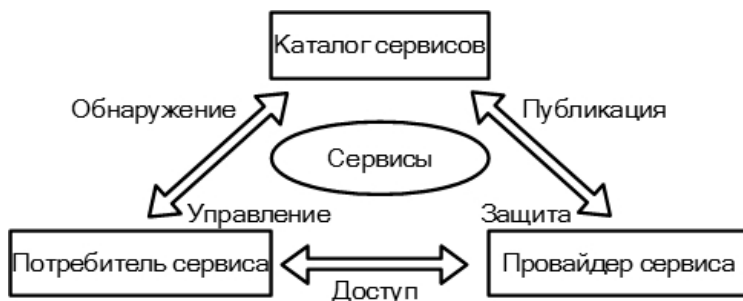 Каталог сервисов
Обнаружение
Публикация
Сервисы
Управление
Защита
Потребитель сервиса
Провайдер сервиса
Доступ